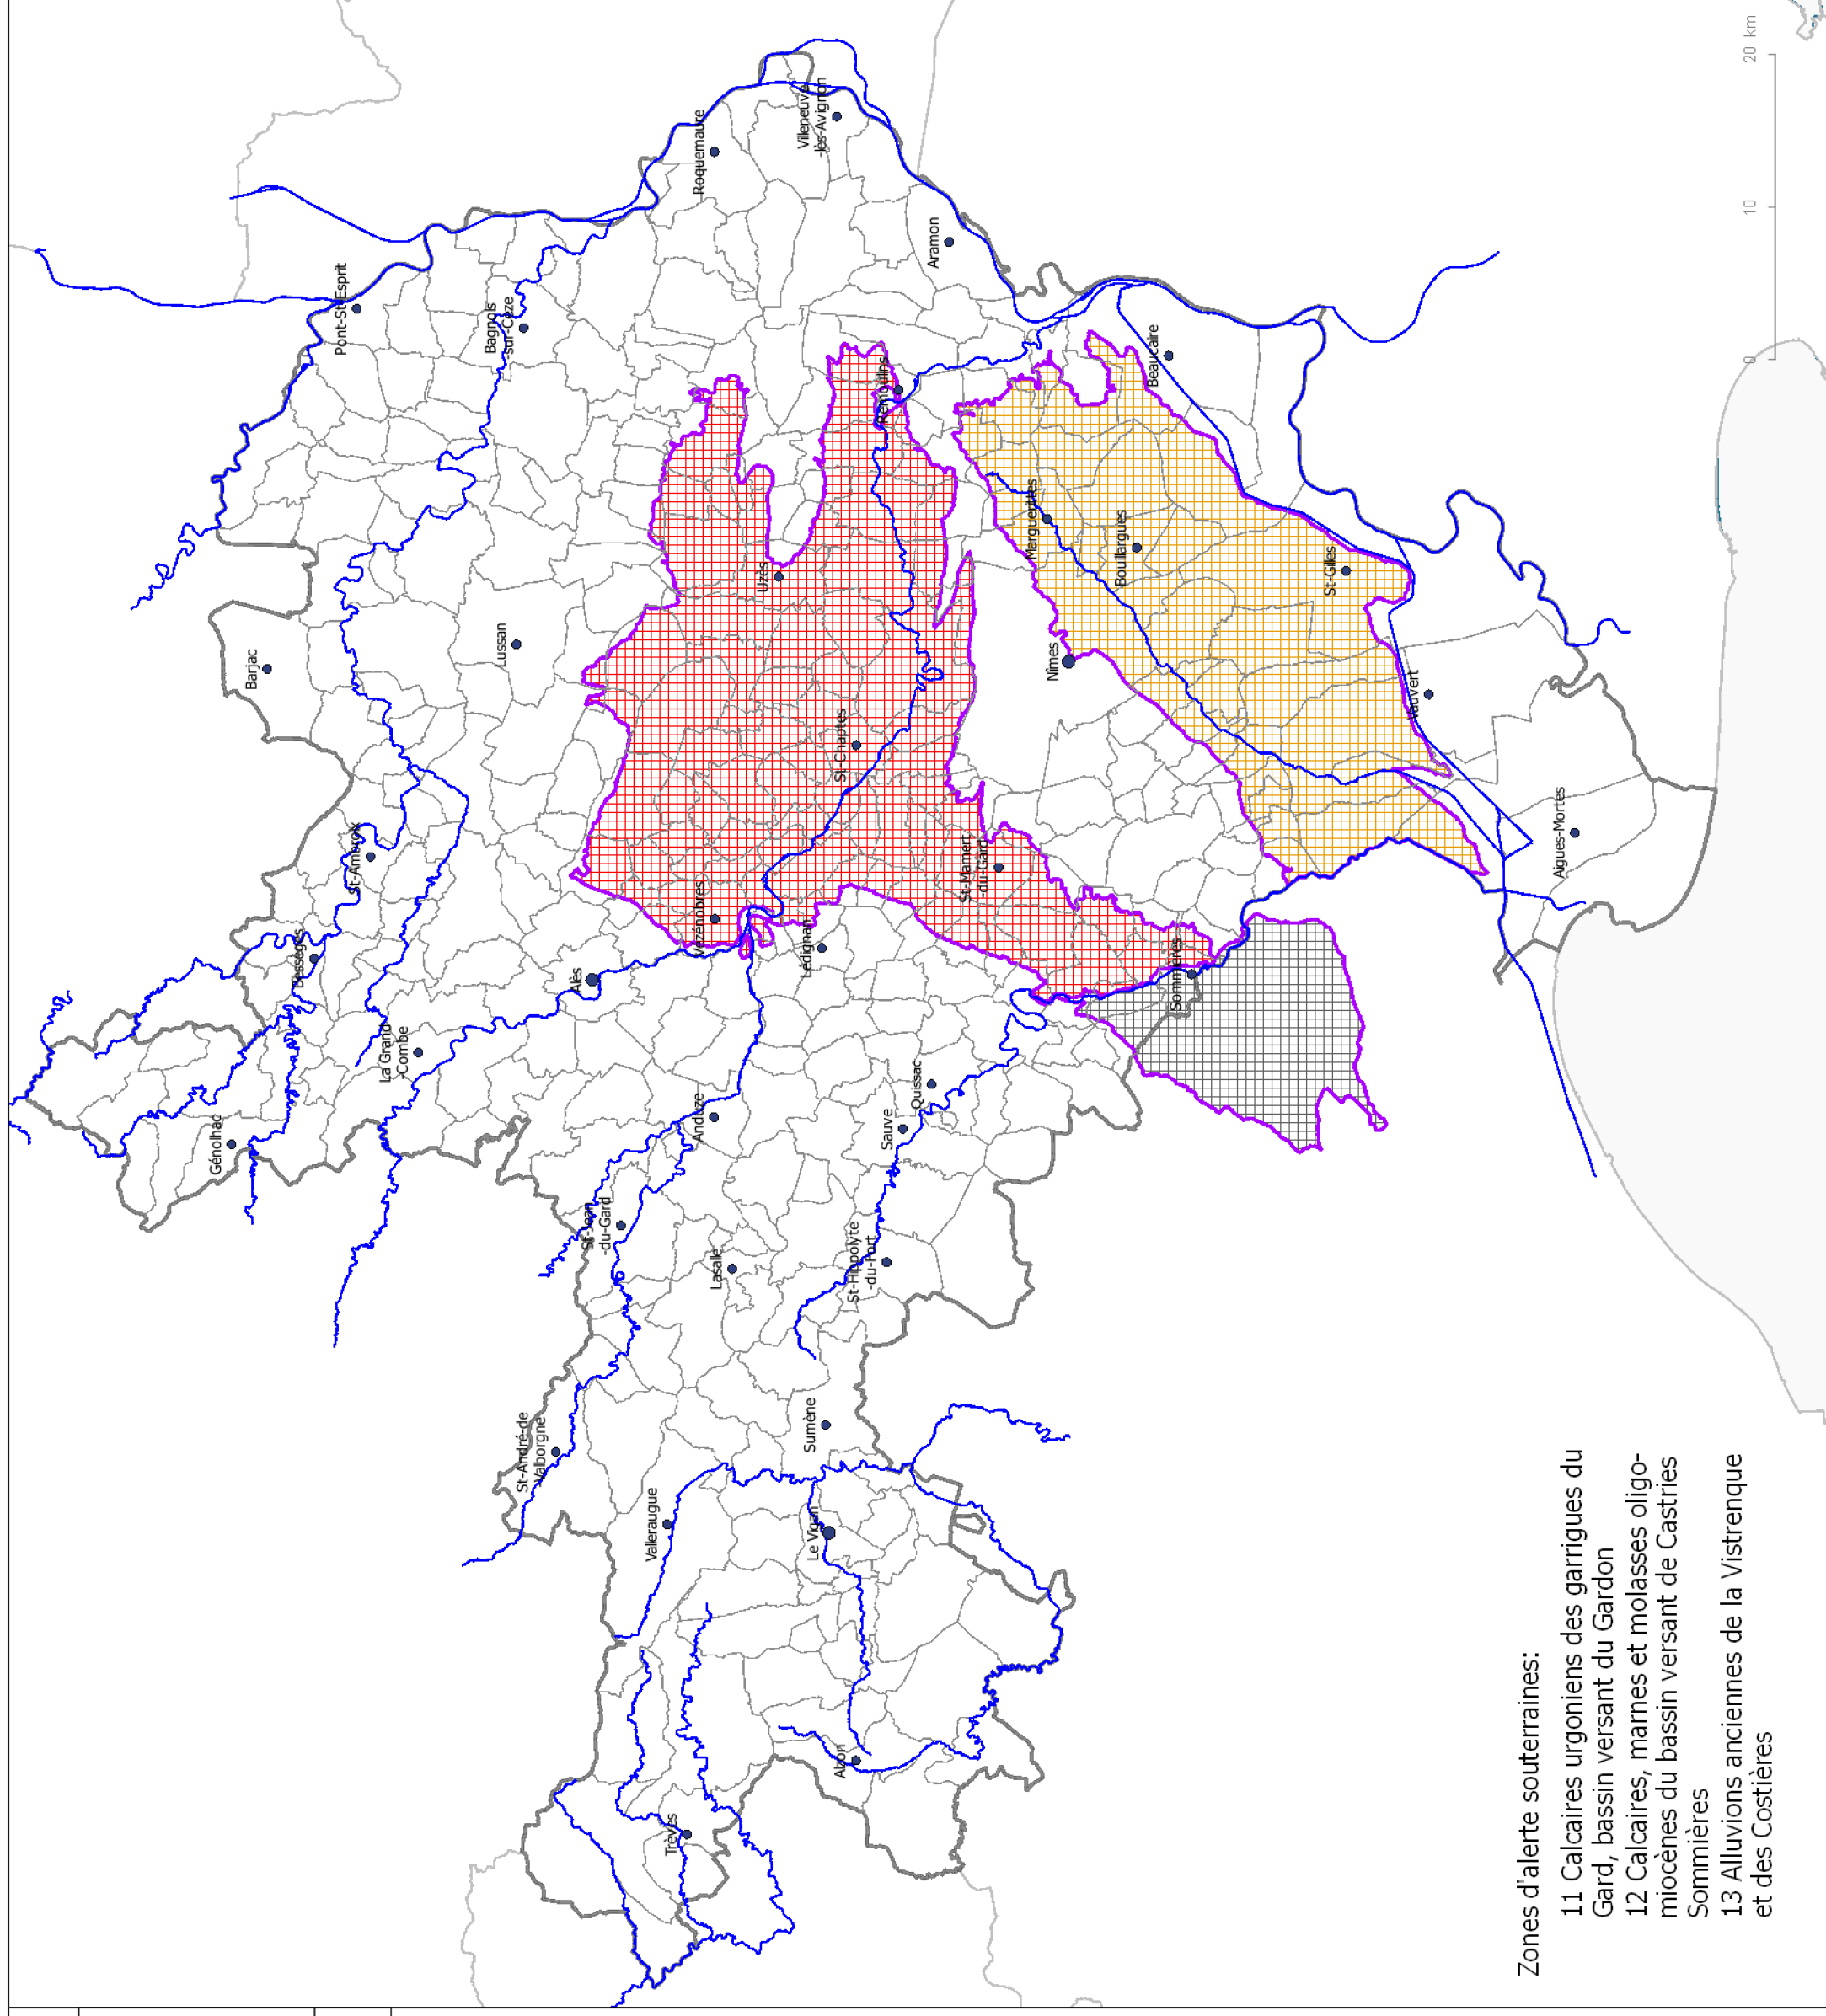 Génolhac
Bessèges
Barjac
Pont-St-Esprit
St-Ambroix
La Grand
-Combe
Bagnols
-sur-Cèze
Lussan
Alès
St-André-de
Valborgne
St-Jean
-du-Gard
Roquemaure
Valleraugue
Anduze
Vézénobres
Trèves
Lasalle
Uzès
Villeneuve
-lès-Avignon
Sumène
Lédignan
Le Vigan
St-Hippolyte
-du-Fort
St-Chaptes
Alzon
Sauve
Remoulins
Quissac
Aramon
St-Mamert
-du-Gard
Marguerittes
Nîmes
Bouillargues
Beaucaire
Sommières
St-Gilles
Vauvert
Aigues-Mortes
Zones d'alerte souterraines:
11 Calcaires urgoniens des garrigues du
Gard, bassin versant du Gardon
12 Calcaires, marnes et molasses oligo-
miocènes du bassin versant de Castries
Sommières
13 Alluvions anciennes de la Vistrenque
et des Costières
0 10 20 km